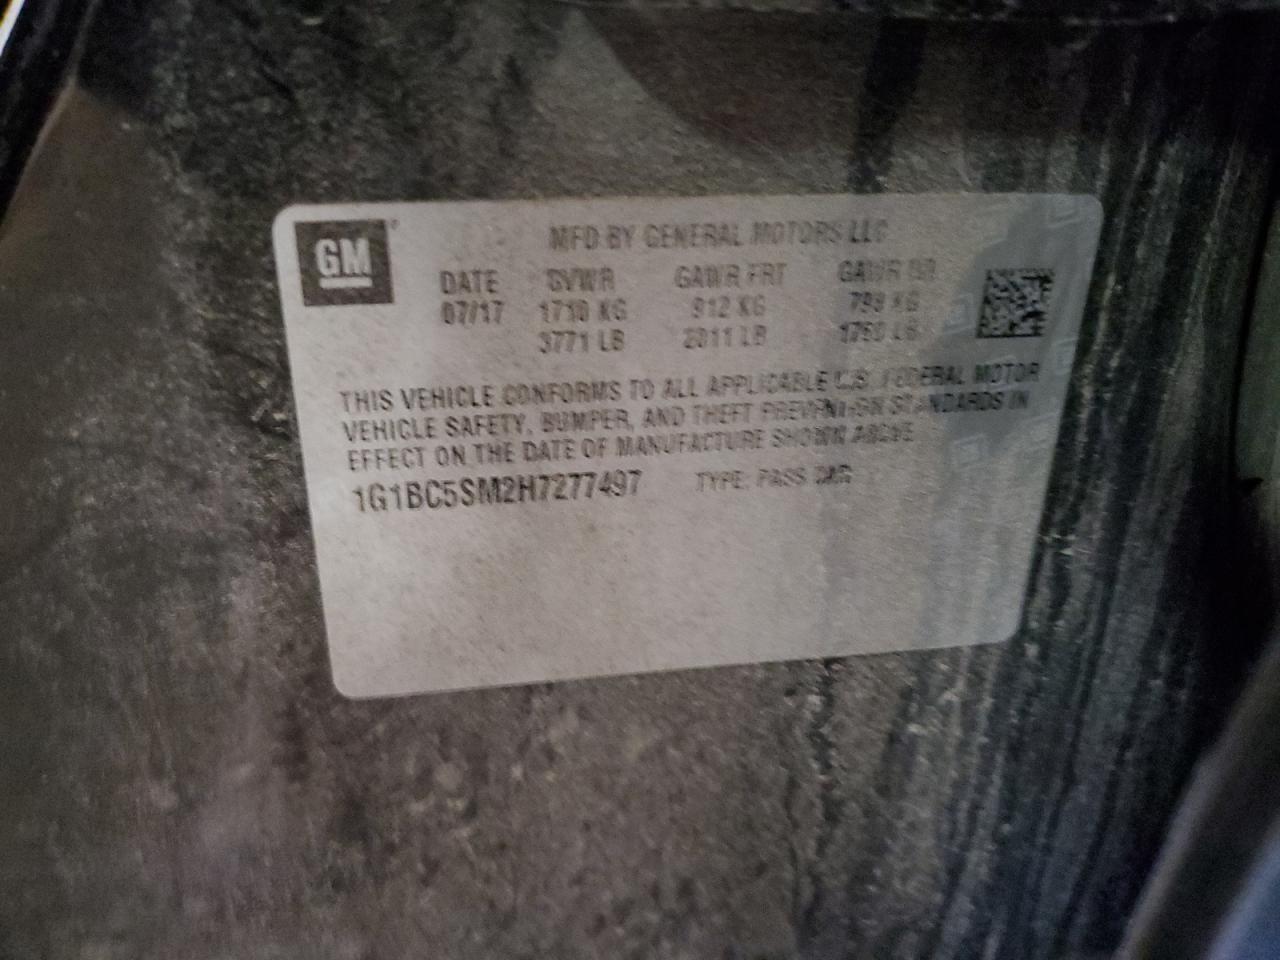 GM
MFD BY GENERAL MOTORS LLC
DATE GVWR GAWR FRT GAWR RR
07/17 1710 KG 912 KG 798 KG
3771 LB 2011 LB 1760 LB
THIS VEHICLE CONFORMS TO ALL APPLICABLE U.S. FEDERAL MOTOR
VEHICLE SAFETY, BUMPER, AND THEFT PREVENTION STANDARDS IN
EFFECT ON THE DATE OF MANUFACTURE SHOWN ABOVE
1G1BC5SM2H7277497 TYPE: PASS CAR